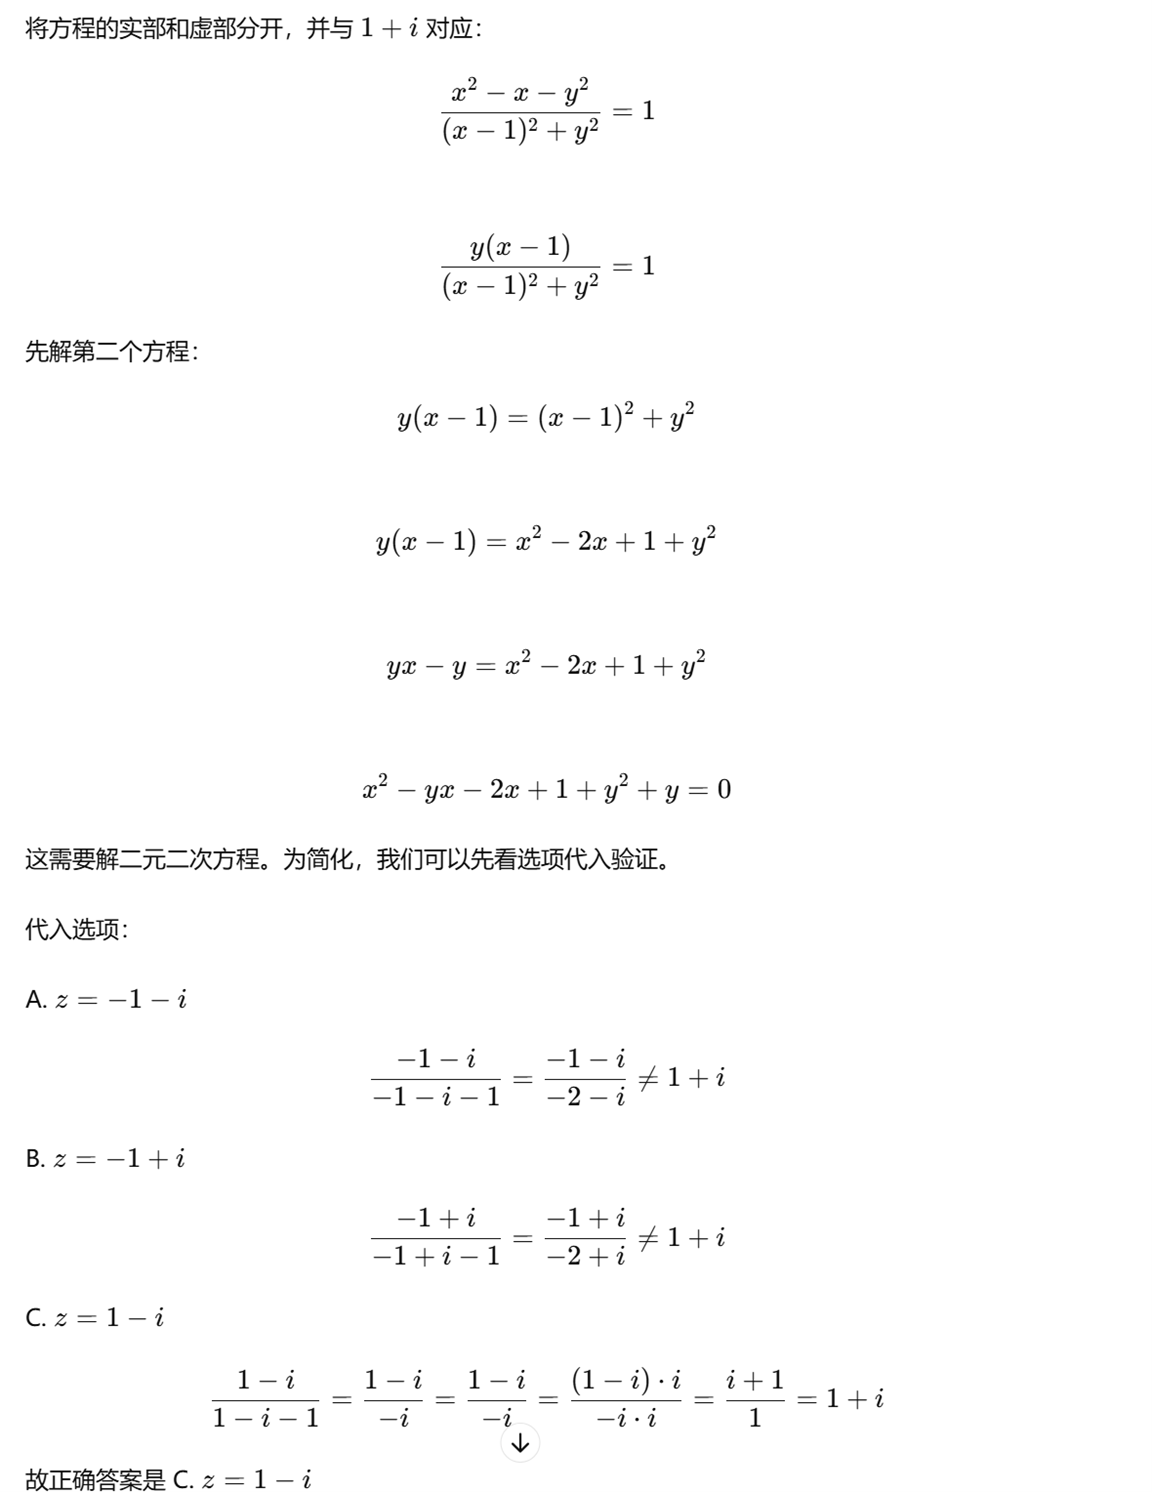 将方程的实部和虚部分开，并与 $1 + i$ 对应：
$$\frac{x^2 - x - y^2}{(x-1)^2 + y^2} = 1$$
$$\frac{y(x-1)}{(x-1)^2 + y^2} = 1$$
先解第二个方程：
$$y(x-1) = (x-1)^2 + y^2$$
$$y(x-1) = x^2 - 2x + 1 + y^2$$
$$yx - y = x^2 - 2x + 1 + y^2$$
$$x^2 - yx - 2x + 1 + y^2 + y = 0$$
这需要解二元二次方程。为简化，我们可以先看选项代入验证。
代入选项：
A. $z = -1 - i$
$$\frac{-1-i}{-1-i-1} = \frac{-1-i}{-2-i} \neq 1 + i$$
B. $z = -1 + i$
$$\frac{-1+i}{-1+i-1} = \frac{-1+i}{-2+i} \neq 1 + i$$
C. $z = 1 - i$
$$\frac{1-i}{1-i-1} = \frac{1-i}{-i} = \frac{1-i}{-i} = \frac{(1-i) \cdot i}{-i \cdot i} = \frac{i+1}{1} = 1 + i$$
故正确答案是 C. $z = 1 - i$